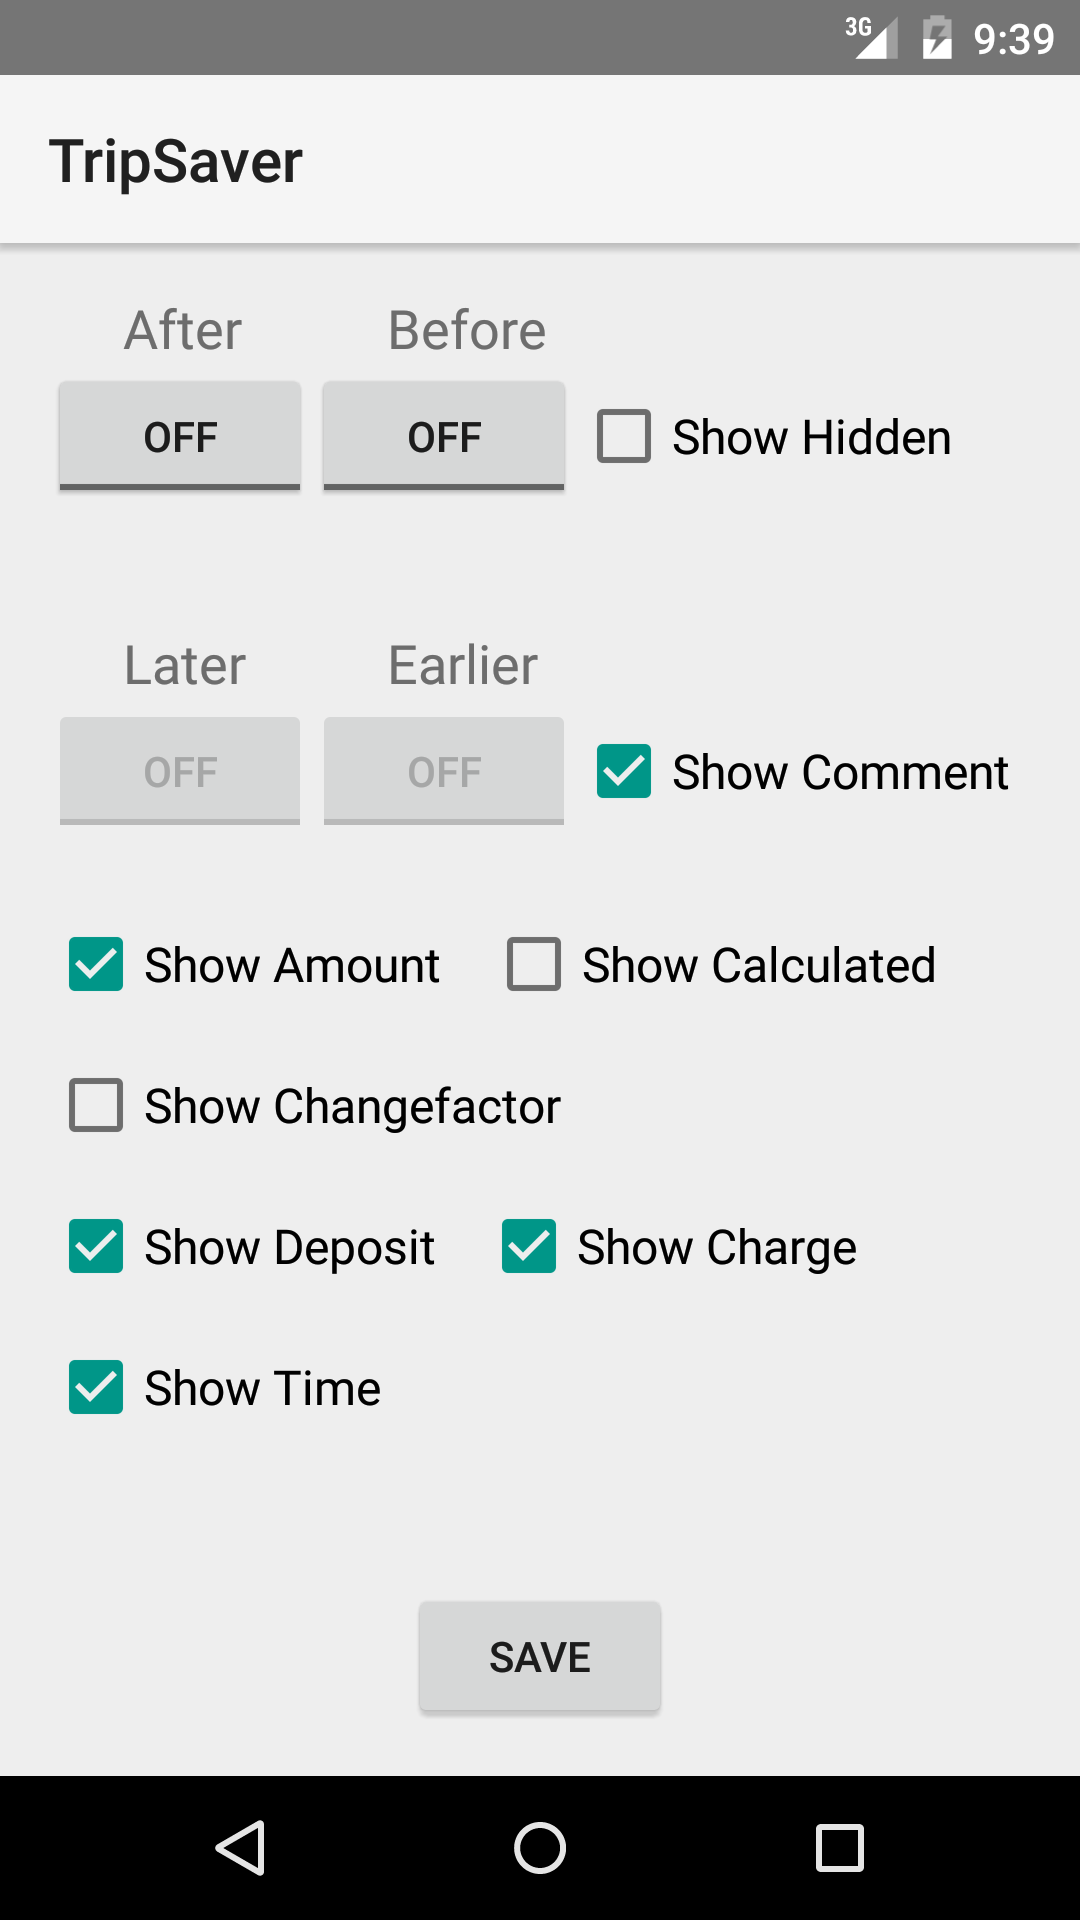 3G 9:39
TripSaver
After Before
OFF OFF Show Hidden
Later Earlier
OFF OFF Show Comment
Show Amount Show Calculated
Show Changefactor
Show Deposit Show Charge
Show Time
SAVE